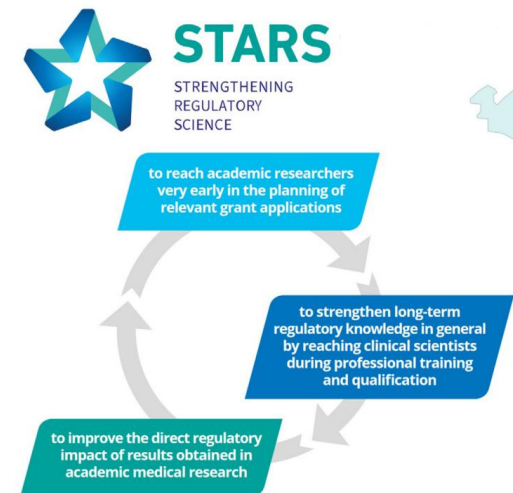 STARS
STRENGTHENING
REGULATORY
SCIENCE
to reach academic researchers
very early in the planning of
relevant grant applications
to strengthen long-term
regulatory knowledge in general
by reaching clinical scientists
during professional training
and qualification
to improve the direct regulatory
impact of results obtained in
academic medical research